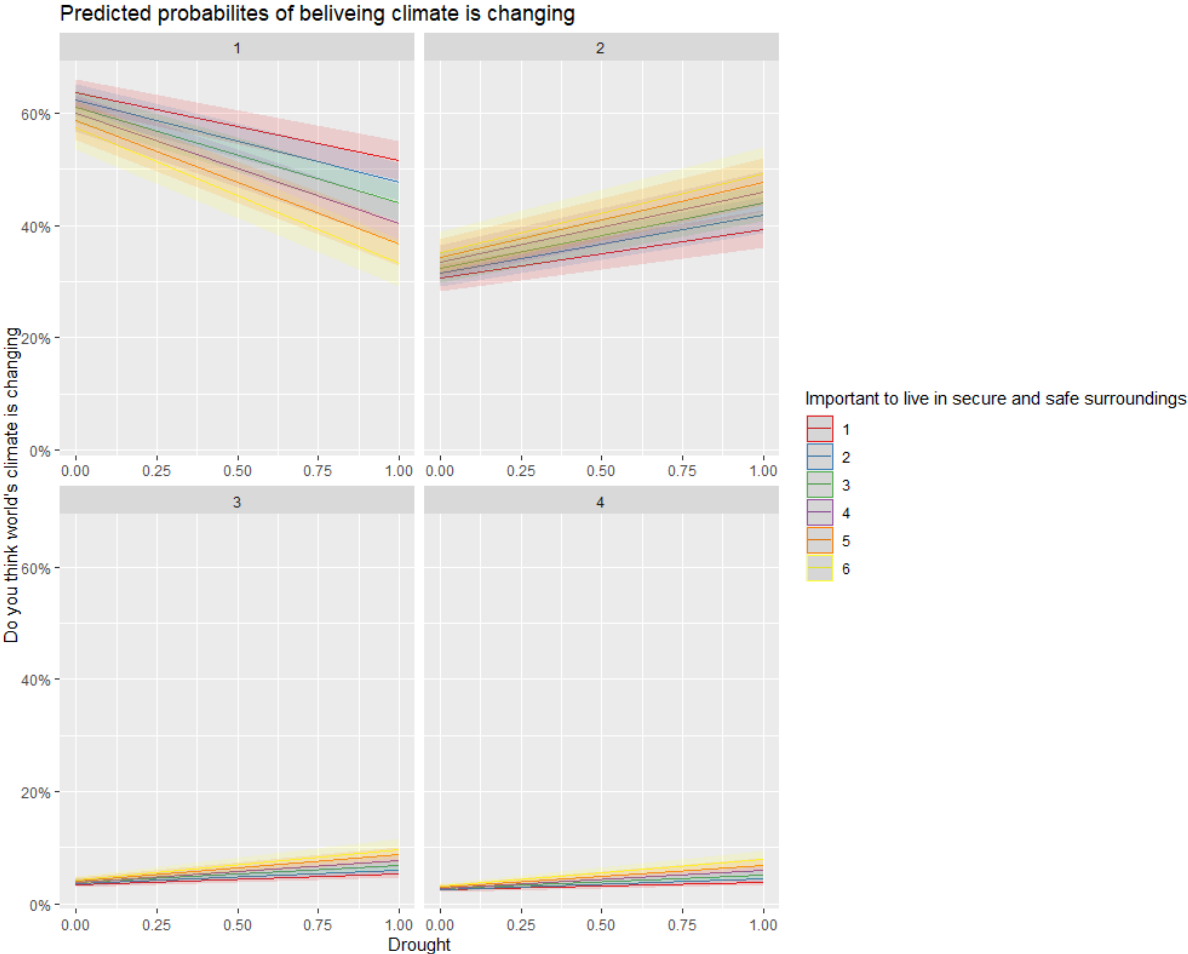 Predicted probabilites of beliveing climate is changing
1
2
60%
40%
20%
0%
0.00 0.25 0.50 0.75 1.00
0.00 0.25 0.50 0.75 1.00
3
4
60%
40%
20%
0%
0.00 0.25 0.50 0.75 1.00
0.00 0.25 0.50 0.75 1.00
Drought
Do you think world's climate is changing
Important to live in secure and safe surroundings
1
2
3
4
5
6